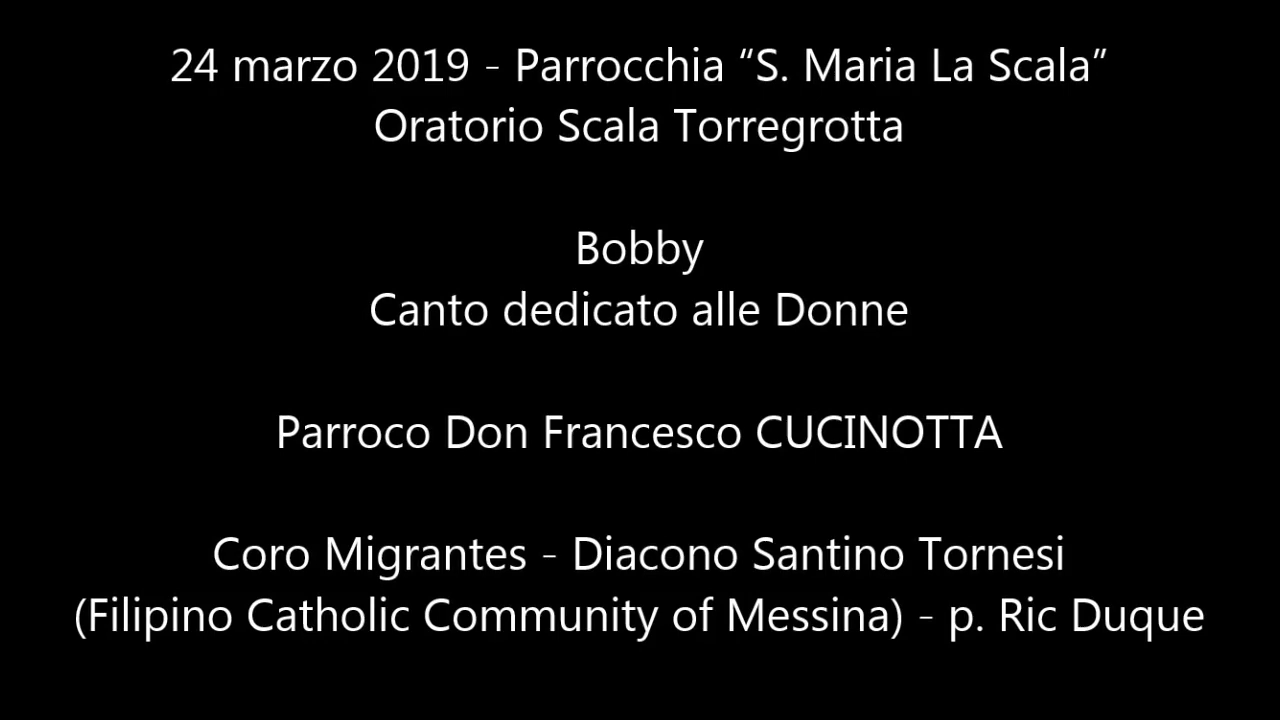 24 marzo 2019 - Parrocchia “S. Maria La Scala”
Oratorio Scala Torregrotta
Bobby
Canto dedicato alle Donne
Parroco Don Francesco CUCINOTTA
Coro Migrantes - Diacono Santino Tornesi
(Filipino Catholic Community of Messina) - p. Ric Duque